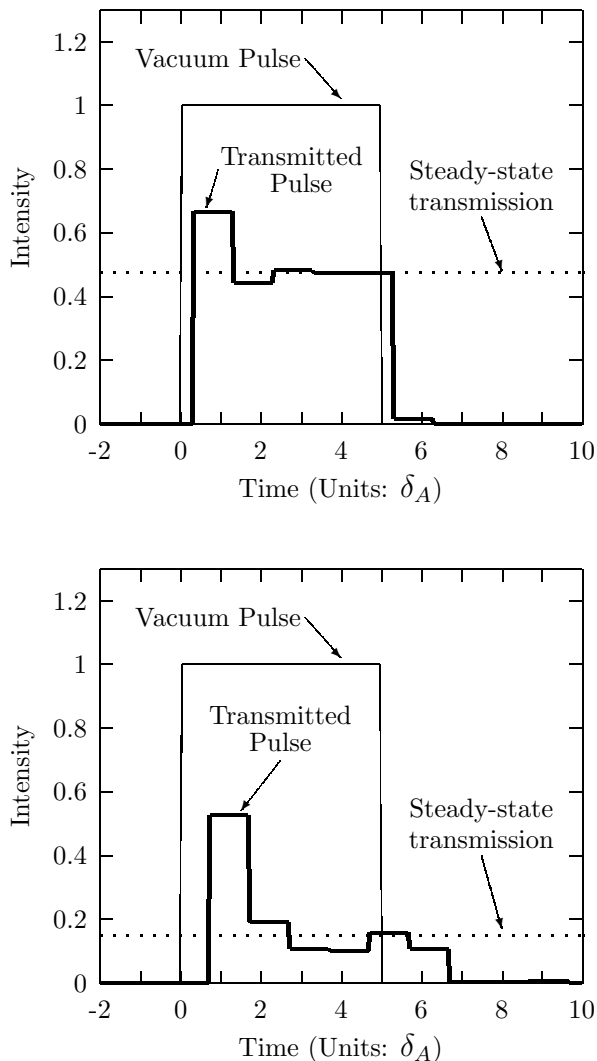 1.2
Vacuum Pulse
1
0.8
Transmitted
Pulse
Steady-state
transmission
0.6
0.4
0.2
0
Intensity
-2 0 2 4 6 8 10
Time (Units: δ_A)
1.2
Vacuum Pulse
1
0.8
Transmitted
Pulse
0.6
Steady-state
transmission
0.4
0.2
0
Intensity
-2 0 2 4 6 8 10
Time (Units: δ_A)